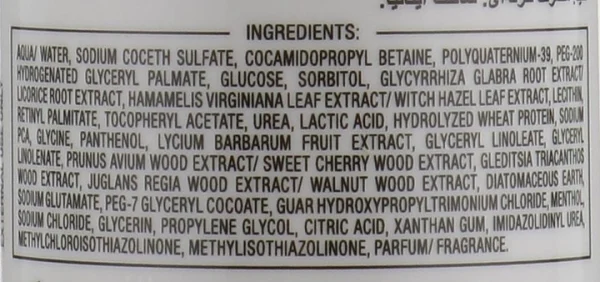 INGREDIENTS:
AQUA/ WATER, SODIUM COCETH SULFATE, COCAMIDOPROPYL BETAINE, POLYQUATERNIUM-39, PEG-200
HYDROGENATED GLYCERYL PALMATE, GLUCOSE, SORBITOL, GLYCYRRHIZA GLABRA ROOT EXTRACT/
LICORICE ROOT EXTRACT, HAMAMELIS VIRGINIANA LEAF EXTRACT/ WITCH HAZEL LEAF EXTRACT, LECITHIN,
RETINYL PALMITATE, TOCOPHERYL ACETATE, UREA, LACTIC ACID, HYDROLYZED WHEAT PROTEIN, SODIUM
PCA, GLYCINE, PANTHENOL, LYCIUM BARBARUM FRUIT EXTRACT, GLYCERYL LINOLEATE, GLYCERYL
LINOLENATE, PRUNUS AVIUM WOOD EXTRACT/ SWEET CHERRY WOOD EXTRACT, GLEDITSIA TRIACANTHOS
WOOD EXTRACT, JUGLANS REGIA WOOD EXTRACT/ WALNUT WOOD EXTRACT, DIATOMACEOUS EARTH,
SODIUM GLUTAMATE, PEG-7 GLYCERYL COCOATE, GUAR HYDROXYPROPYLTRIMONIUM CHLORIDE, MENTHOL,
SODIUM CHLORIDE, GLYCERIN, PROPYLENE GLYCOL, CITRIC ACID, XANTHAN GUM, IMIDAZOLIDINYL UREA,
METHYLCHLOROISOTHIAZOLINONE, METHYLISOTHIAZOLINONE, PARFUM/ FRAGRANCE.